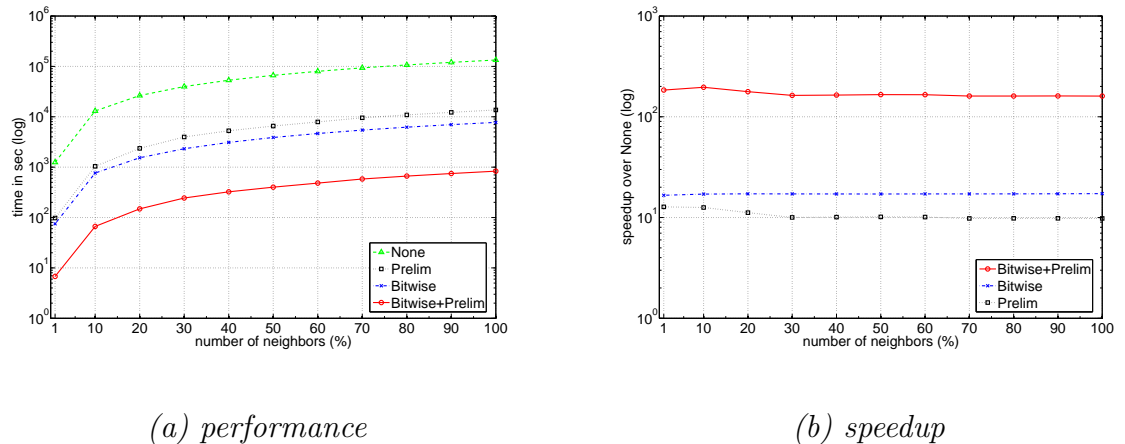 10^6
10^5
10^4
10^3
10^2
10^1
10^0
time in sec (log)
None
Prelim
Bitwise
Bitwise+Prelim
1 10 20 30 40 50 60 70 80 90 100
number of neighbors (%)
(a) performance
10^3
10^2
10^1
10^0
speedup over None (log)
Bitwise+Prelim
Bitwise
Prelim
1 10 20 30 40 50 60 70 80 90 100
number of neighbors (%)
(b) speedup